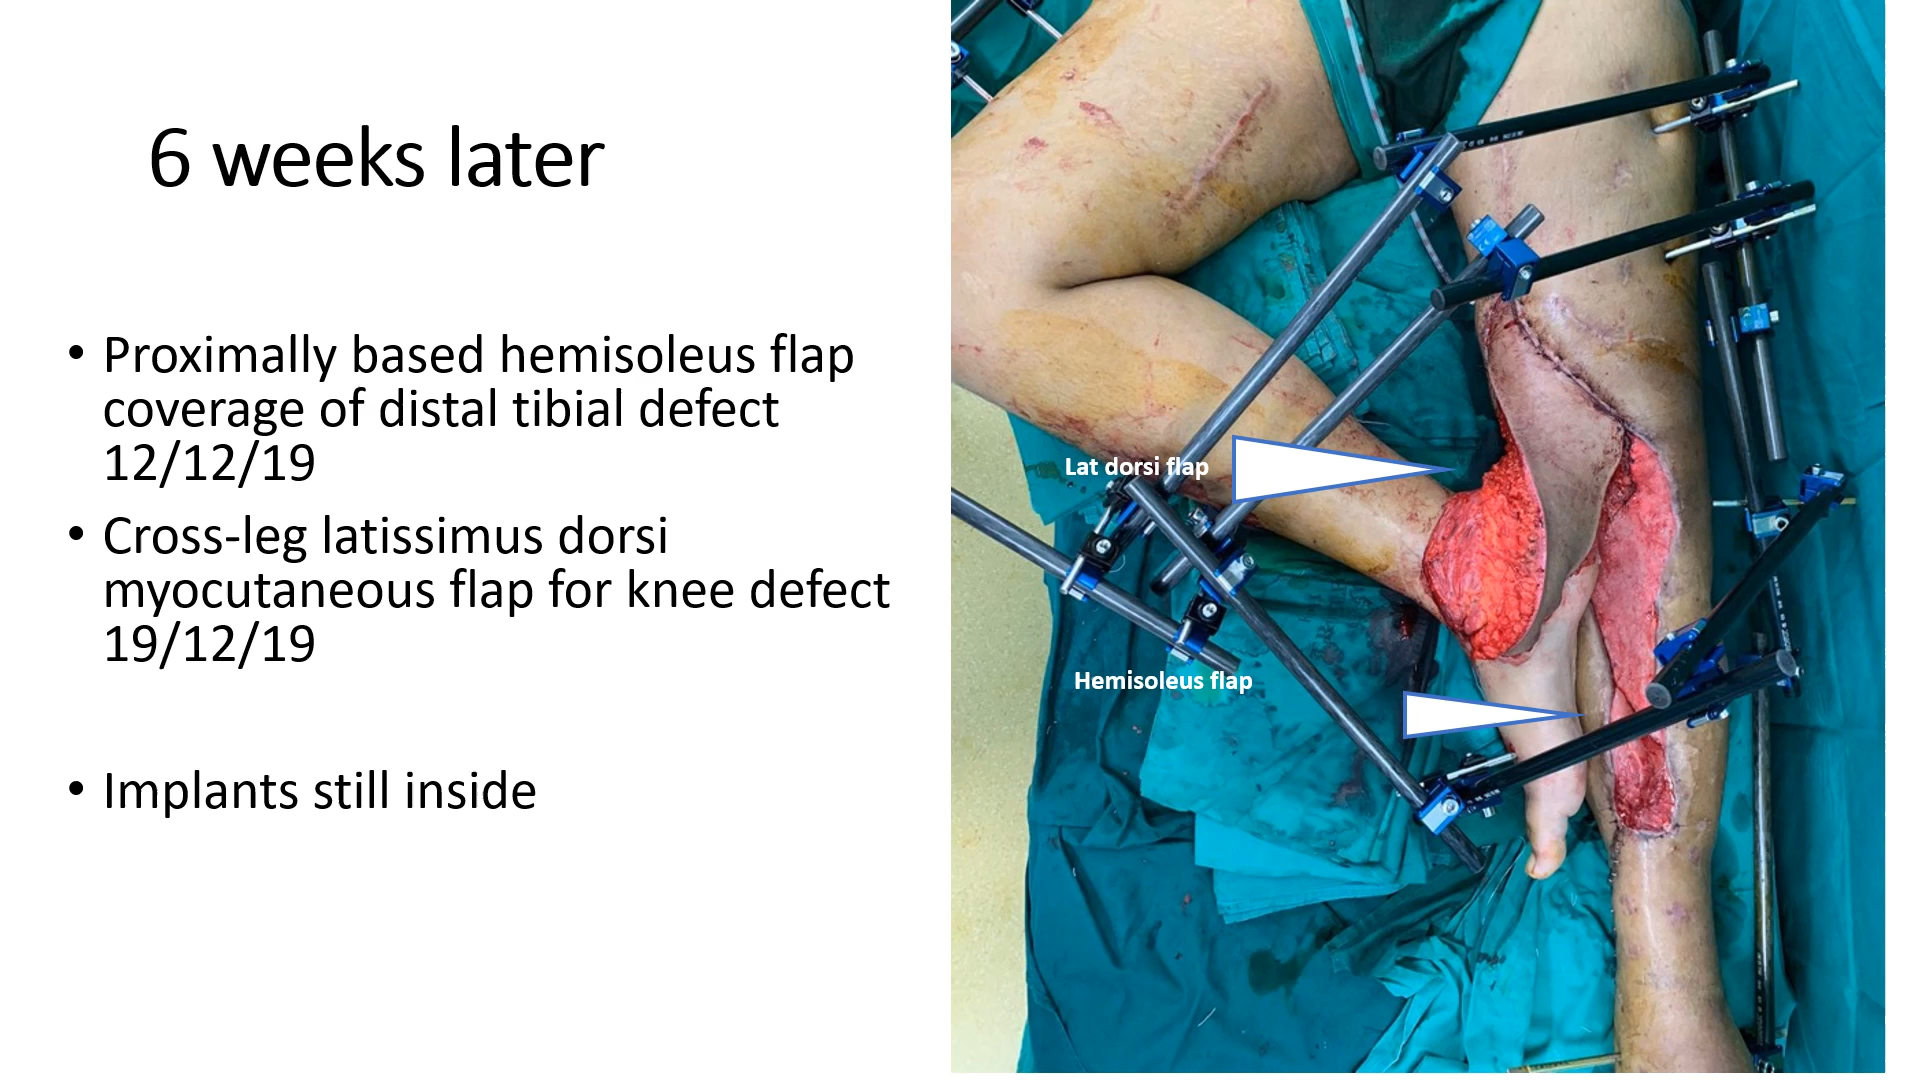 6 weeks later
• Proximally based hemisoleus flap
coverage of distal tibial defect
12/12/19
• Cross-leg latissimus dorsi
myocutaneous flap for knee defect
19/12/19
• Implants still inside
Lat dorsi flap
Hemisoleus flap